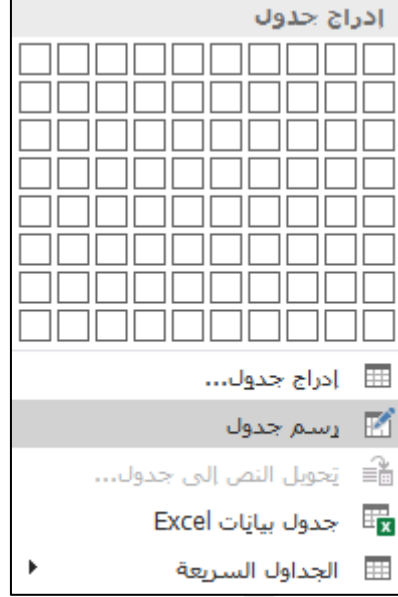 إدراج جدول
إدراج جدول...
رسم جدول
تحويل النص إلى جدول...
جدول بيانات Excel
الجداول السريعة